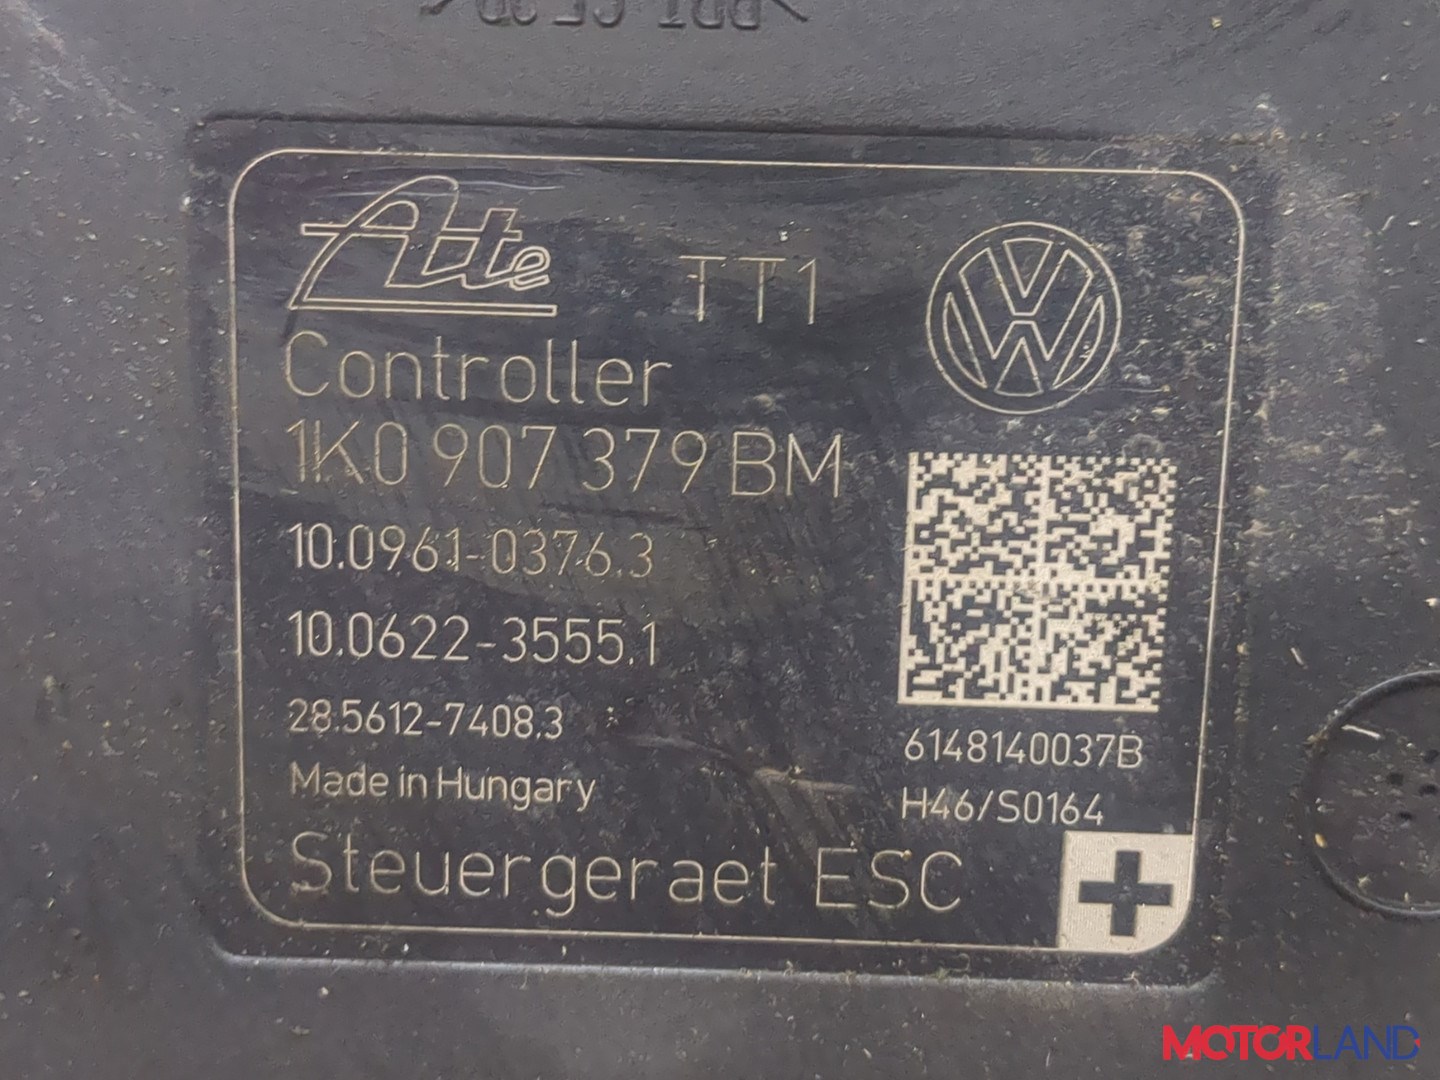 Ate TT1
Controller
1K0 907 379 BM
10.0961-0376.3
10.0622-3555.1
28.5612-7408.3
Made in Hungary
6148140037B
H46/S0164
Steuergeraet ESC
MOTORLAND